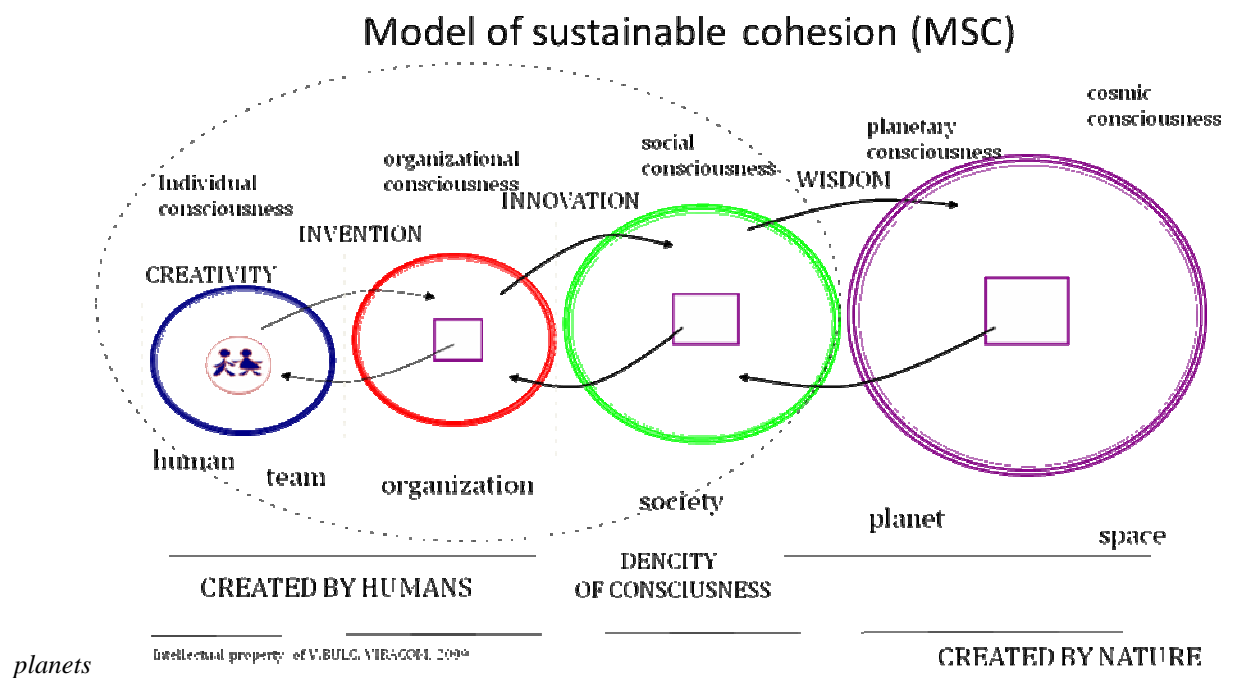 Model of sustainable cohesion (MSC)
cosmic
consciousness
planetary
consciousness
social
consciousness
organizational
consciousness
Individual
consciousness
WISDOM
INNOVATION
INVENTION
CREATIVITY
human
team
organization
society
planet
space
DENCITY
OF CONSCIUSNESS
CREATED BY HUMANS
Intellectual property of V.BULC, VIBACOM, 2009
CREATED BY NATURE
planets